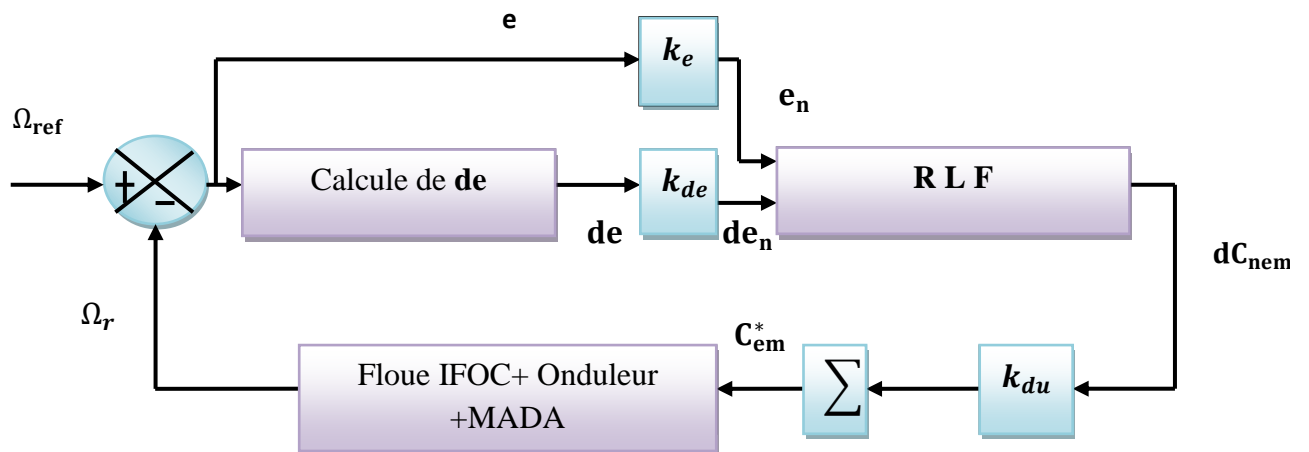 e
k_e
e_n
Ω_ref
+
−
Calcule de de
k_de
R L F
de
de_n
dC_nem
Ω_r
C*_em
Floue IFOC+ Onduleur
+MADA
∑
k_du